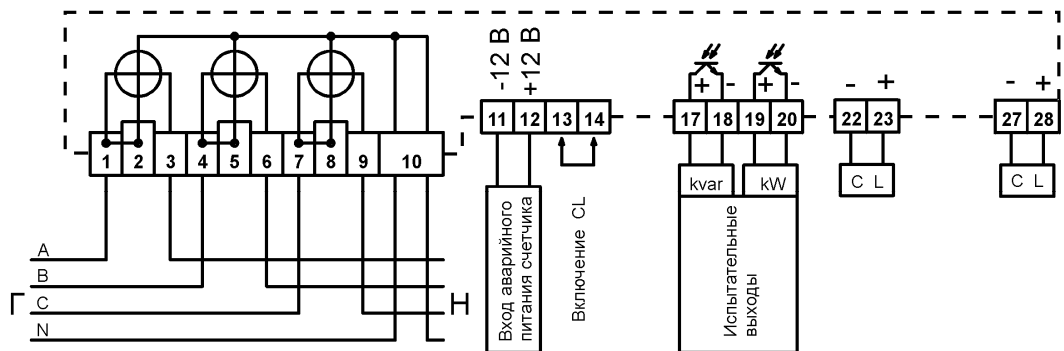 -12 В
+12 В
+ -
+ -
- +
- +
1 2 3 4 5 6 7 8 9 10
11 12 13 14
17 18 19 20
22 23
27 28
kvar
kW
C L
C L
Вход аварийного
питания счетчика
Включение CL
Испытательные
выходы
A
B
C
N
Г
Н